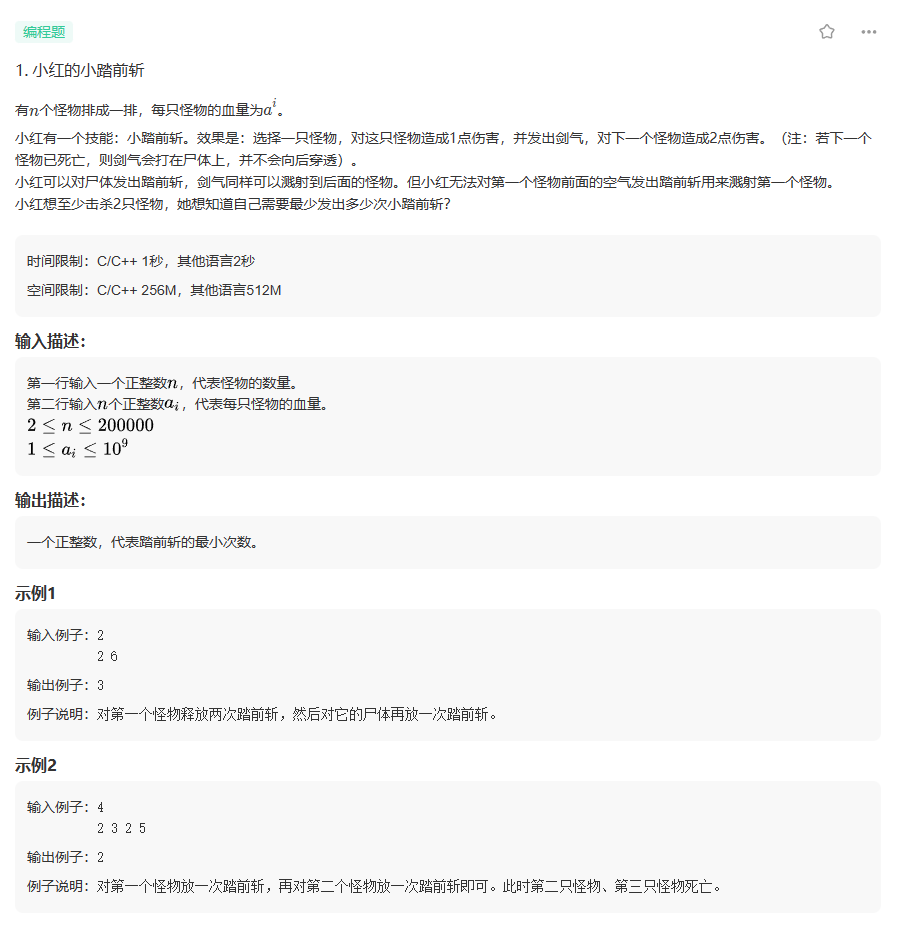 编程题
1. 小红的小踏前斩
有n个怪物排成一排，每只怪物的血量为a^i。
小红有一个技能：小踏前斩。效果是：选择一只怪物，对这只怪物造成1点伤害，并发出剑气，对下一个怪物造成2点伤害。（注：若下一个
怪物已死亡，则剑气会打在尸体上，并不会向后穿透）。
小红可以对尸体发出踏前斩，剑气同样可以溅射到后面的怪物。但小红无法对第一个怪物前面的空气发出踏前斩用来溅射第一个怪物。
小红想至少击杀2只怪物，她想知道自己需要最少发出多少次小踏前斩？
时间限制：C/C++ 1秒，其他语言2秒
空间限制：C/C++ 256M，其他语言512M
输入描述：
第一行输入一个正整数n，代表怪物的数量。
第二行输入n个正整数a_i，代表每只怪物的血量。
2 ≤ n ≤ 200000
1 ≤ a_i ≤ 10^9
输出描述：
一个正整数，代表踏前斩的最小次数。
示例1
输入例子：2
2 6
输出例子：3
例子说明：对第一个怪物释放两次踏前斩，然后对它的尸体再放一次踏前斩。
示例2
输入例子：4
2 3 2 5
输出例子：2
例子说明：对第一个怪物放一次踏前斩，再对第二个怪物放一次踏前斩即可。此时第二只怪物、第三只怪物死亡。